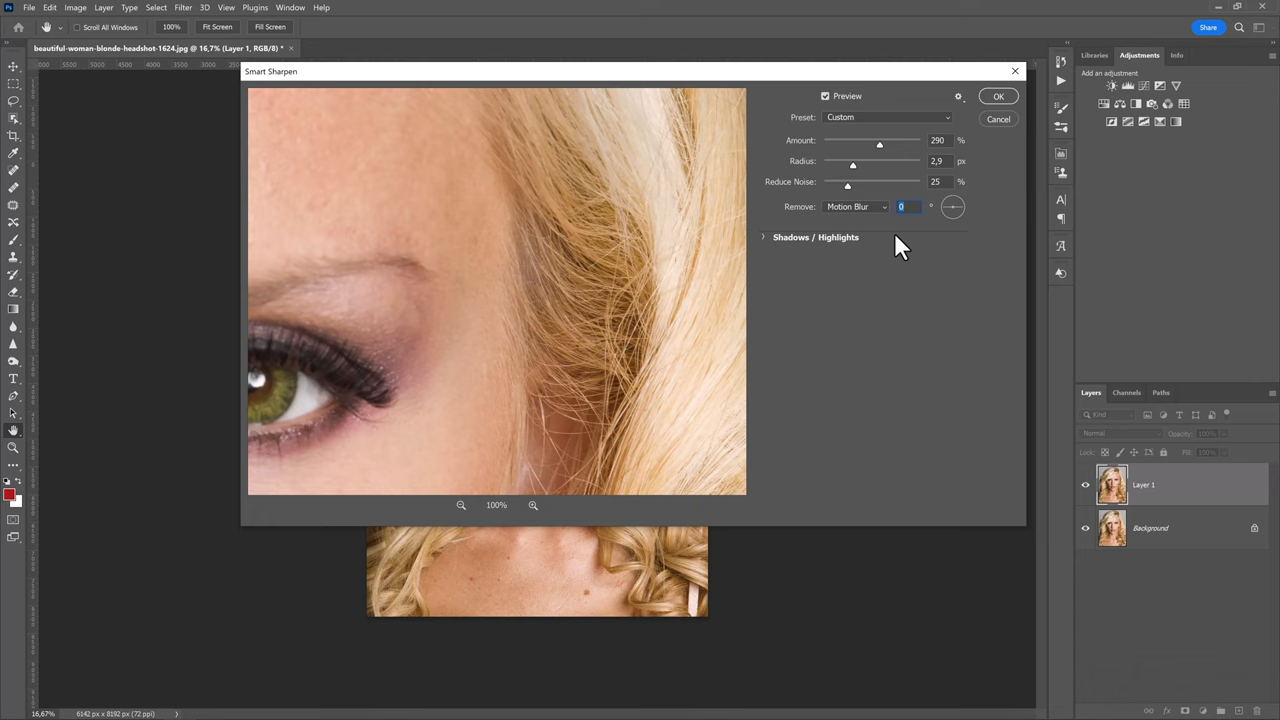 Ps File Edit Image Layer Type Select Filter 3D View Plugins Window Help
Scroll All Windows 100% Fit Screen Fill Screen Share
beautiful-woman-blonde-headshot-1624.jpg @ 16,7% (Layer 1, RGB/8) *
Smart Sharpen
Preview
OK
Preset: Custom
Cancel
Amount: 290 %
Radius: 2,9 px
Reduce Noise: 25 %
Remove: Motion Blur 0 °
Shadows / Highlights
100%
Libraries Adjustments Info
Add an adjustment
Layers Channels Paths
Kind
Normal Opacity: 100%
Lock: Fill: 100%
Layer 1
Background
16,67% 6142 px x 8192 px (72 ppi)